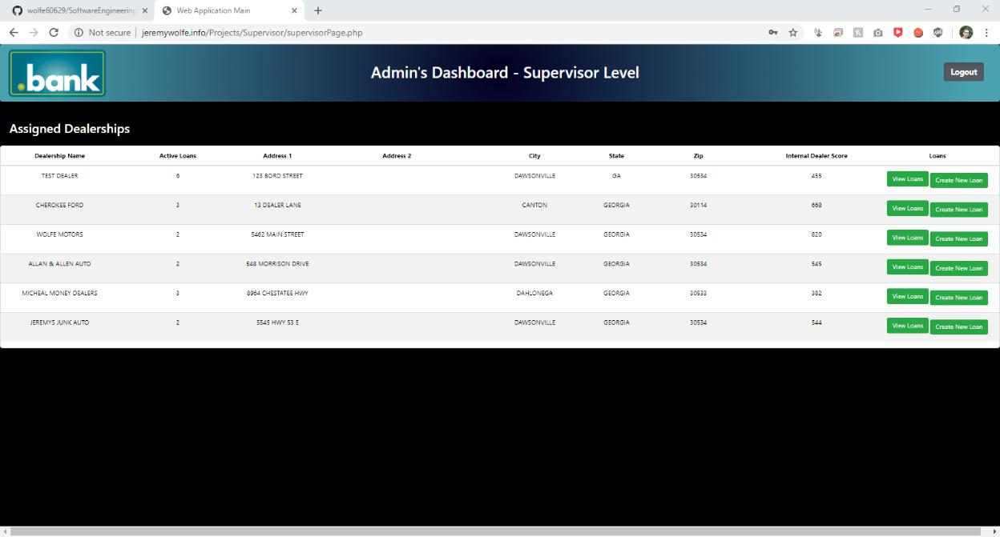 wolfe60629/SoftwareEngineering
Web Application Main
Not secure | jeremywolfe.info/Projects/Supervisor/supervisorPage.php
.bank
Admin's Dashboard - Supervisor Level
Logout
Assigned Dealerships
Dealership Name Active Loans Address 1 Address 2 City State Zip Internal Dealer Score Loans
TEST DEALER 6 123 BORD STREET DAWSONVILLE GA 30534 455 View Loans Create New Loan
CHEROKEE FORD 3 13 DEALER LANE CANTON GEORGIA 30114 668 View Loans Create New Loan
WOLFE MOTORS 2 5462 MAIN STREET DAWSONVILLE GEORGIA 30534 820 View Loans Create New Loan
ALLAN & ALLEN AUTO 2 548 MORRISON DRIVE DAWSONVILLE GEORGIA 30534 545 View Loans Create New Loan
MICHEAL MONEY DEALERS 3 8964 CHESTATEE HWY DAHLONEGA GEORGIA 30533 382 View Loans Create New Loan
JEREMYS JUNK AUTO 2 5545 HWY 53 E DAWSONVILLE GEORGIA 30534 544 View Loans Create New Loan